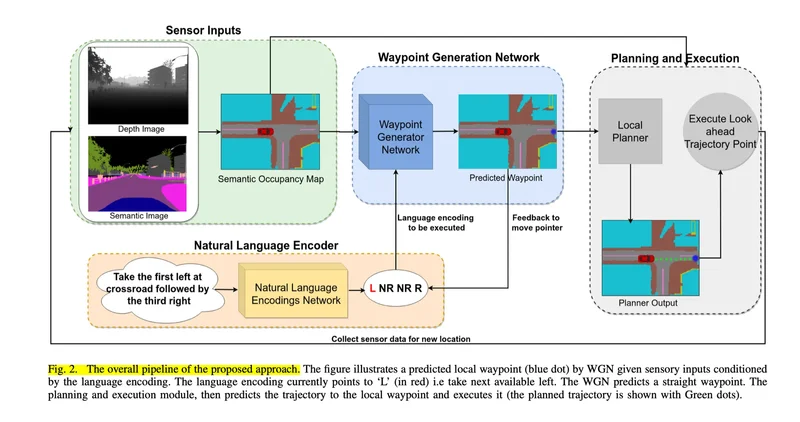 Sensor Inputs
Depth Image
Semantic Image
Semantic Occupancy Map
Waypoint Generation Network
Waypoint
Generator
Network
Predicted Waypoint
Planning and Execution
Local
Planner
Execute Look
ahead
Trajectory Point
Planner Output
Language encoding
to be executed
Feedback to
move pointer
Natural Language Encoder
Take the first left at
crossroad followed by
the third right
Natural Language
Encodings Network
L NR NR R
Collect sensor data for new location
Fig. 2. The overall pipeline of the proposed approach. The figure illustrates a predicted local waypoint (blue dot) by WGN given sensory inputs conditioned
by the language encoding. The language encoding currently points to ‘L’ (in red) i.e take next available left. The WGN predicts a straight waypoint. The
planning and execution module, then predicts the trajectory to the local waypoint and executes it (the planned trajectory is shown with Green dots).